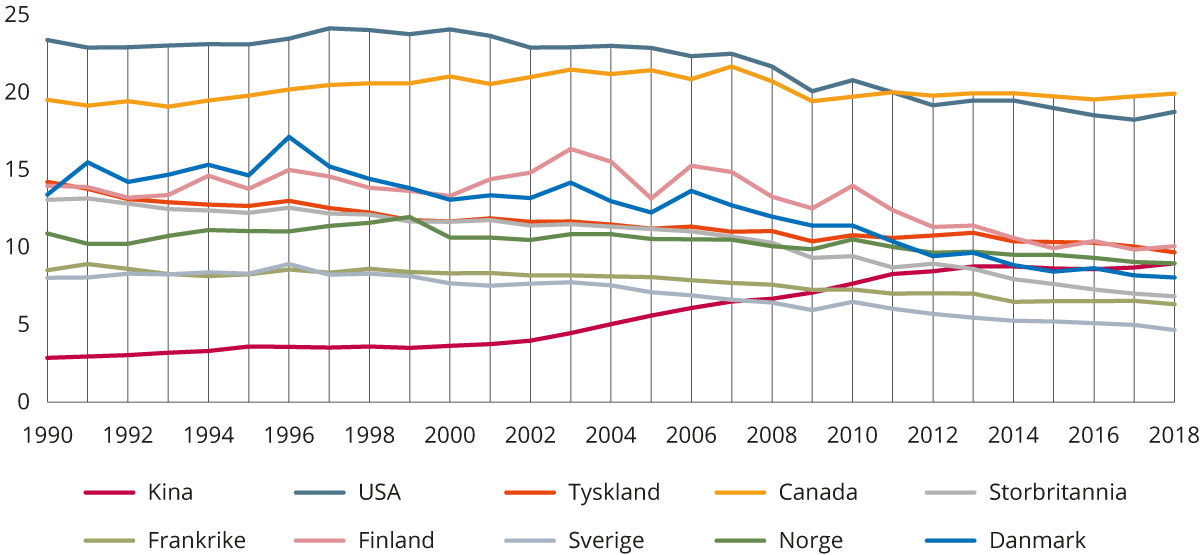 25
20
15
10
5
0
1990 1992 1994 1996 1998 2000 2002 2004 2006 2008 2010 2012 2014 2016 2018
Kina USA Tyskland Canada Storbritannia
Frankrike Finland Sverige Norge Danmark